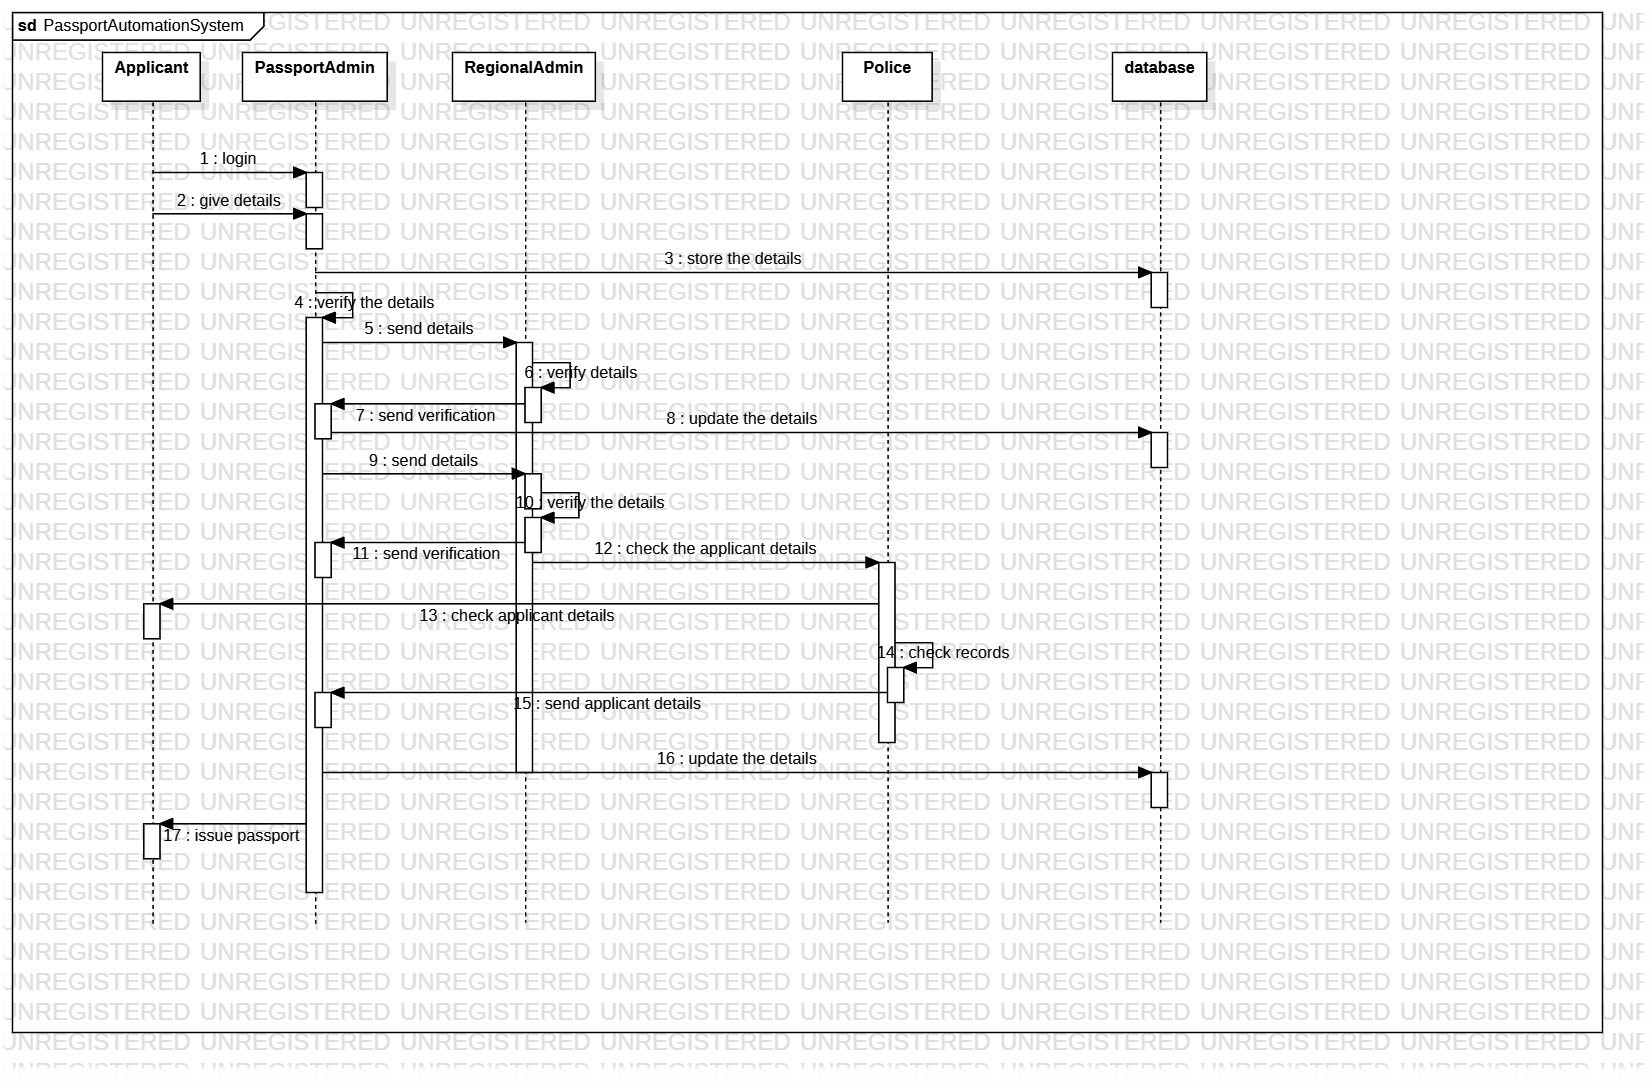 sd PassportAutomationSystem
Applicant
PassportAdmin
RegionalAdmin
Police
database
1 : login
2 : give details
3 : store the details
4 : verify the details
5 : send details
6 : verify details
7 : send verification
8 : update the details
9 : send details
10 : verify the details
11 : send verification
12 : check the applicant details
13 : check applicant details
14 : check records
15 : send applicant details
16 : update the details
17 : issue passport
UNREGISTERED